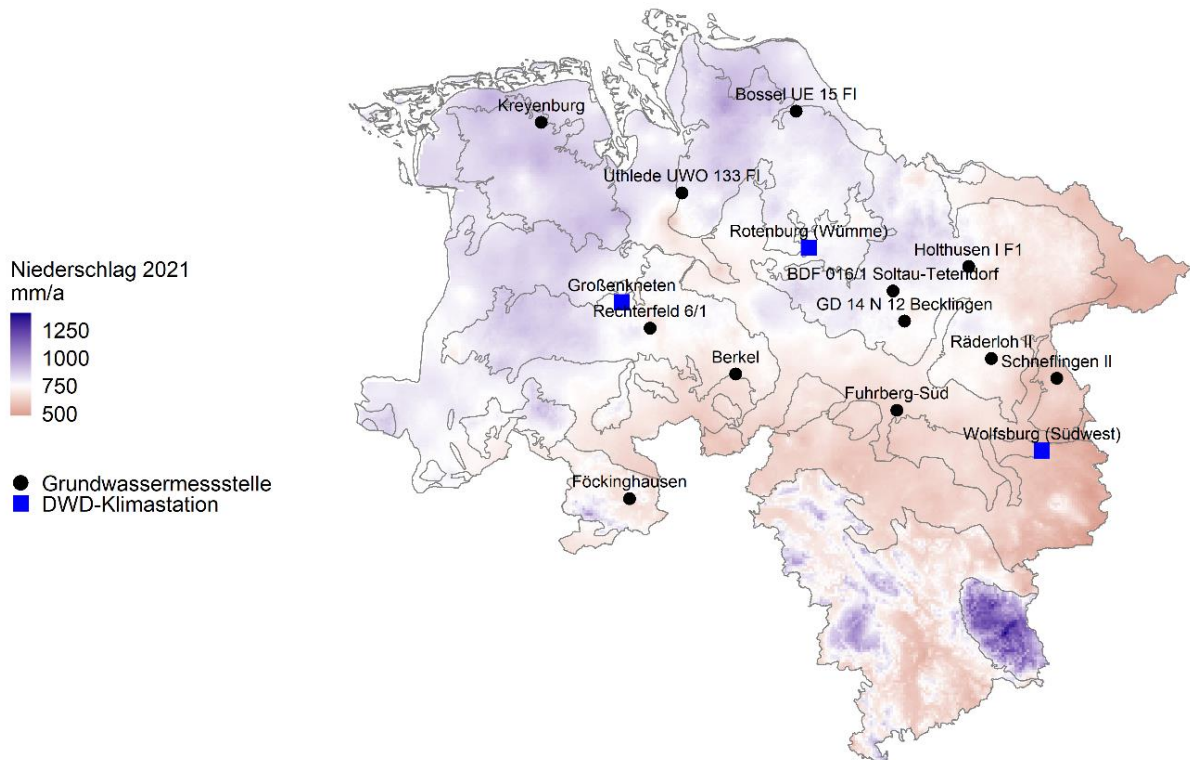 Kreyenburg
Bossel UE 15 FI
Uthlede UWO 133 FI
Rotenburg (Wümme)
Holthusen I F1
Niederschlag 2021
mm/a
BDF 016/1 Soltau-Tetendorf
Großenkneten
GD 14 N 12 Becklingen
Rechterfeld 6/1
1250
1000
750
500
Berkel
Räderloh II
Schneflingen II
Fuhrberg-Süd
Wolfsburg (Südwest)
Grundwassermessstelle
DWD-Klimastation
Föckinghausen